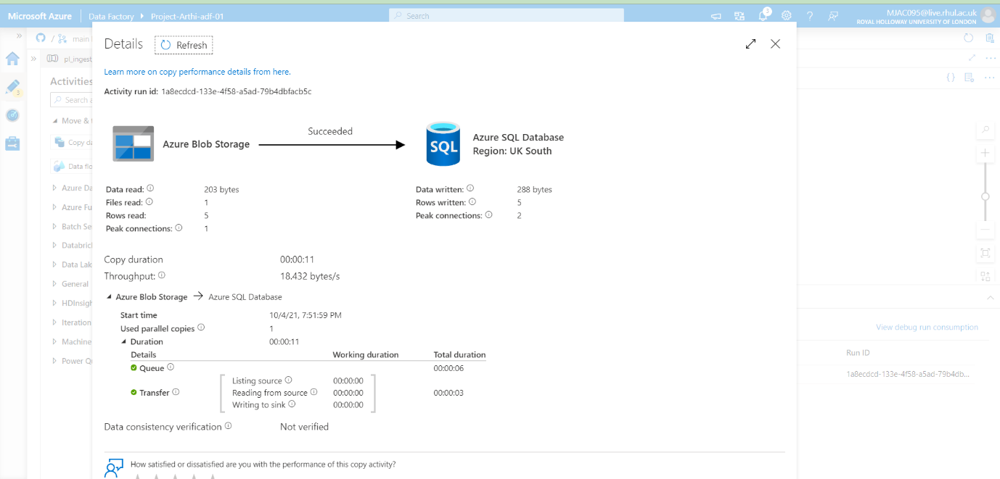 Microsoft Azure Data Factory Project-Arthi-adf-01 Search 3 MJAC095@live.rhul.ac.uk
ROYAL HOLLOWAY UNIVERSITY OF LONDON
/ main
pl_ingest
Activities
3
Search a
Move &
Copy da
Data flo
Azure Da
Azure Fu
Batch Se
Databric
Data Lak
General
HDInsigh
Iteration
Machine
Power Q
Details Refresh
Learn more on copy performance details from here.
Activity run id: 1a8ecdcd-133e-4f58-a5ad-79b4dbfacb5c
Azure Blob Storage
Succeeded
SQL
Azure SQL Database
Region: UK South
Data read: 203 bytes
Files read: 1
Rows read: 5
Peak connections: 1
Data written: 288 bytes
Rows written: 5
Peak connections: 2
Copy duration 00:00:11
Throughput: 18.432 bytes/s
Azure Blob Storage → Azure SQL Database
Start time 10/4/21, 7:51:59 PM
Used parallel copies 1
Duration 00:00:11
Details Working duration Total duration
Queue 00:00:06
Listing source 00:00:00
Transfer Reading from source 00:00:00 00:00:03
Writing to sink 00:00:00
Data consistency verification Not verified
How satisfied or dissatisfied are you with the performance of this copy activity?
View debug run consumption
Run ID
1a8ecdcd-133e-4f58-a5ad-79b4db...